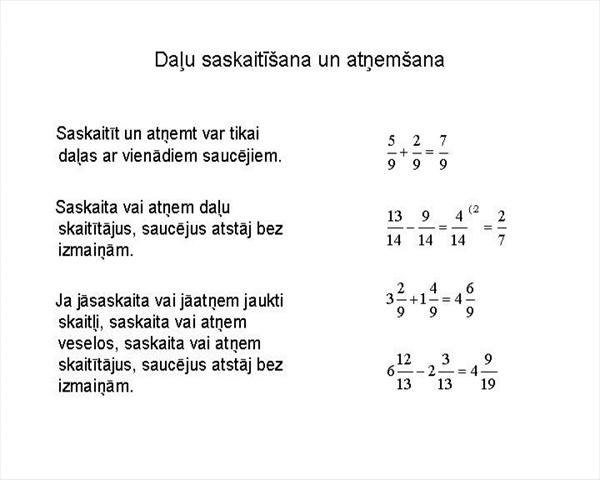 Daļu saskaitīšana un atņemšana
Saskaitīt un atņemt var tikai
daļas ar vienādiem saucējiem.
5/9 + 2/9 = 7/9
Saskaita vai atņem daļu
skaitītājus, saucējus atstāj bez
izmaiņām.
13/14 − 9/14 = 4/14 (2 = 2/7
Ja jāsaskaita vai jāatņem jaukti
skaitļi, saskaita vai atņem
veselos, saskaita vai atņem
skaitītājus, saucējus atstāj bez
izmaiņām.
3 2/9 + 1 4/9 = 4 6/9
6 12/13 − 2 3/13 = 4 9/19